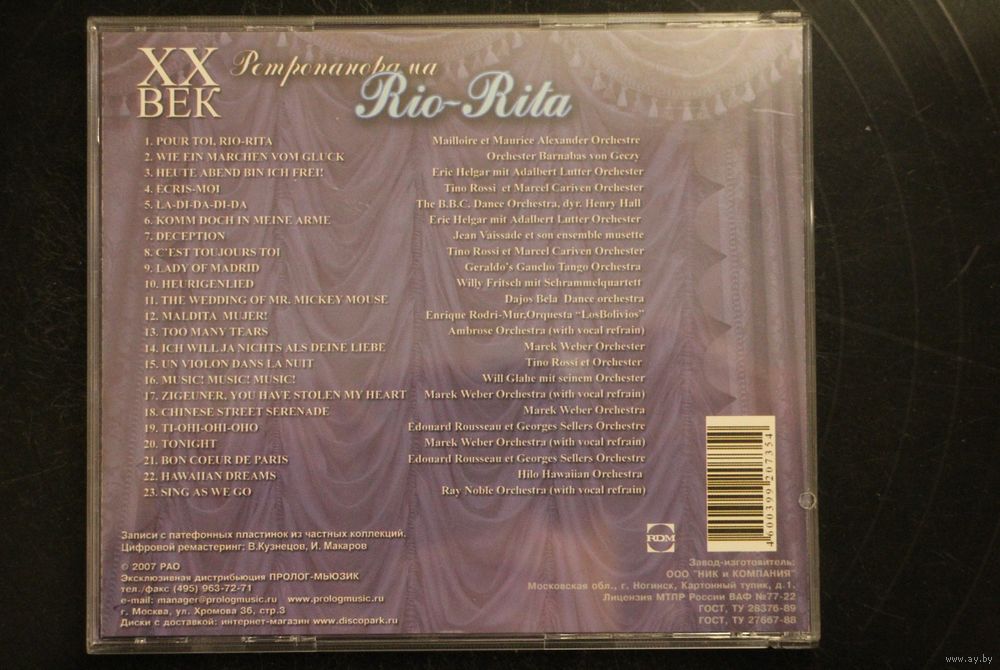 XX
ВЕК
Ретропанорама
Rio-Rita
1. POUR TOI, RIO-RITA Mailloire et Maurice Alexander Orchestre
2. WIE EIN MARCHEN VOM GLUCK Orchester Barnabas von Geczy
3. HEUTE ABEND BIN ICH FREI! Eric Helgar mit Adalbert Lutter Orchester
4. ECRIS-MOI Tino Rossi et Marcel Cariven Orchester
5. LA-DI-DA-DI-DA The B.B.C. Dance Orchestra, dyr. Henry Hall
6. KOMM DOCH IN MEINE ARME Eric Helgar mit Adalbert Lutter Orchester
7. DECEPTION Jean Vaissade et son ensemble musette
8. C'EST TOUJOURS TOI Tino Rossi et Marcel Cariven Orchester
9. LADY OF MADRID Geraldo's Gaucho Tango Orchestra
10. HEURIGENLIED Willy Fritsch mit Schrammelquartett
11. THE WEDDING OF MR. MICKEY MOUSE Dajos Bela Dance orchestra
12. MALDITA MUJER! Enrique Rodri-Mur,Orquesta "LosBolivios"
13. TOO MANY TEARS Ambrose Orchestra (with vocal refrain)
14. ICH WILL JA NICHTS ALS DEINE LIEBE Marek Weber Orchester
15. UN VIOLON DANS LA NUIT Tino Rossi et Orchester
16. MUSIC! MUSIC! MUSIC! Will Glahe mit seinem Orchester
17. ZIGEUNER, YOU HAVE STOLEN MY HEART Marek Weber Orchestra (with vocal refrain)
18. CHINESE STREET SERENADE Marek Weber Orchestra
19. TI-OHI-OHI-OHO Edouard Rousseau et Georges Sellers Orchestre
20. TONIGHT Marek Weber Orchestra (with vocal refrain)
21. BON COEUR DE PARIS Edouard Rousseau et Georges Sellers Orchestre
22. HAWAIIAN DREAMS Hilo Hawaiian Orchestra
23. SING AS WE GO Ray Noble Orchestra (with vocal refrain)
Записи с патефонных пластинок из частных коллекций.
Цифровой ремастеринг: В.Кузнецов, И. Макаров
© 2007 РАО
Эксклюзивная дистрибьюция ПРОЛОГ-МЬЮЗИК
тел./факс (495) 963-72-71
e-mail: manager@prologmusic.ru www.prologmusic.ru
г. Москва, ул. Хромова 36, стр.3
Диски с доставкой: интернет-магазин www.discopark.ru
RDM
4 600399 207354
Завод-изготовитель:
ООО "НИК и КОМПАНИЯ"
Московская обл., г. Ногинск, Картонный тупик, д.1.
Лицензия МТПР России ВАФ №77-22
ГОСТ, ТУ 28376-89
ГОСТ, ТУ 27667-88
www.ay.by